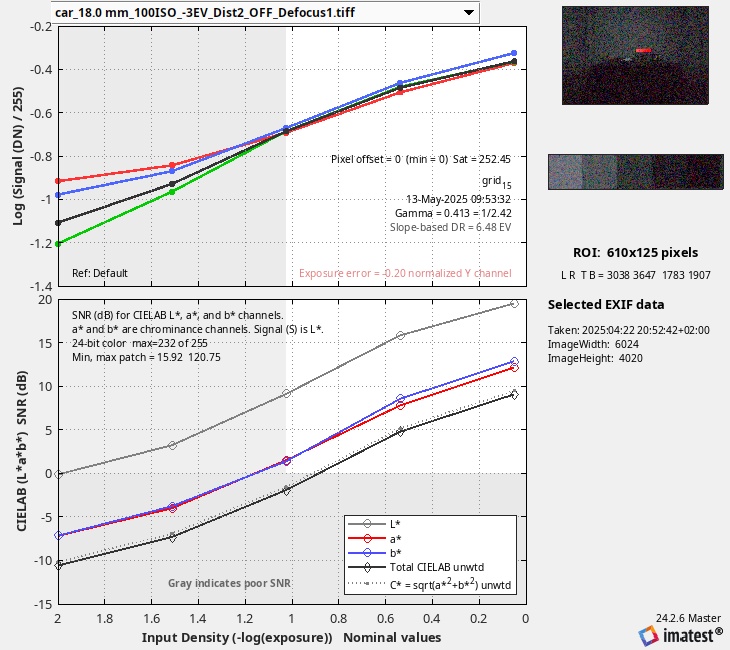 car_18.0 mm_100ISO_-3EV_Dist2_OFF_Defocus1.tiff
-0.2
-0.4
-0.6
-0.8
-1
-1.2
-1.4
Log (Signal (DN) / 255)
Pixel offset = 0 (min = 0) Sat = 252.45
grid15
13-May-2025 09:53:32
Gamma = 0.413 = 1/2.42
Slope-based DR = 6.48 EV
Ref: Default
Exposure error = -0.20 normalized Y channel
ROI: 610x125 pixels
L R T B = 3038 3647 1783 1907
Selected EXIF data
Taken: 2025:04:22 20:52:42+02:00
ImageWidth: 6024
ImageHeight: 4020
20
15
10
5
0
-5
-10
-15
CIELAB (L*a*b*) SNR (dB)
SNR (dB) for CIELAB L*, a*, and b* channels.
a* and b* are chrominance channels. Signal (S) is L*.
24-bit color max=232 of 255
Min, max patch = 15.92 120.75
L*
a*
b*
Total CIELAB unwtd
C* = sqrt(a*2+b*2) unwtd
Gray indicates poor SNR
2 1.8 1.6 1.4 1.2 1 0.8 0.6 0.4 0.2 0
Input Density (-log(exposure)) Nominal values
24.2.6 Master
imatest®